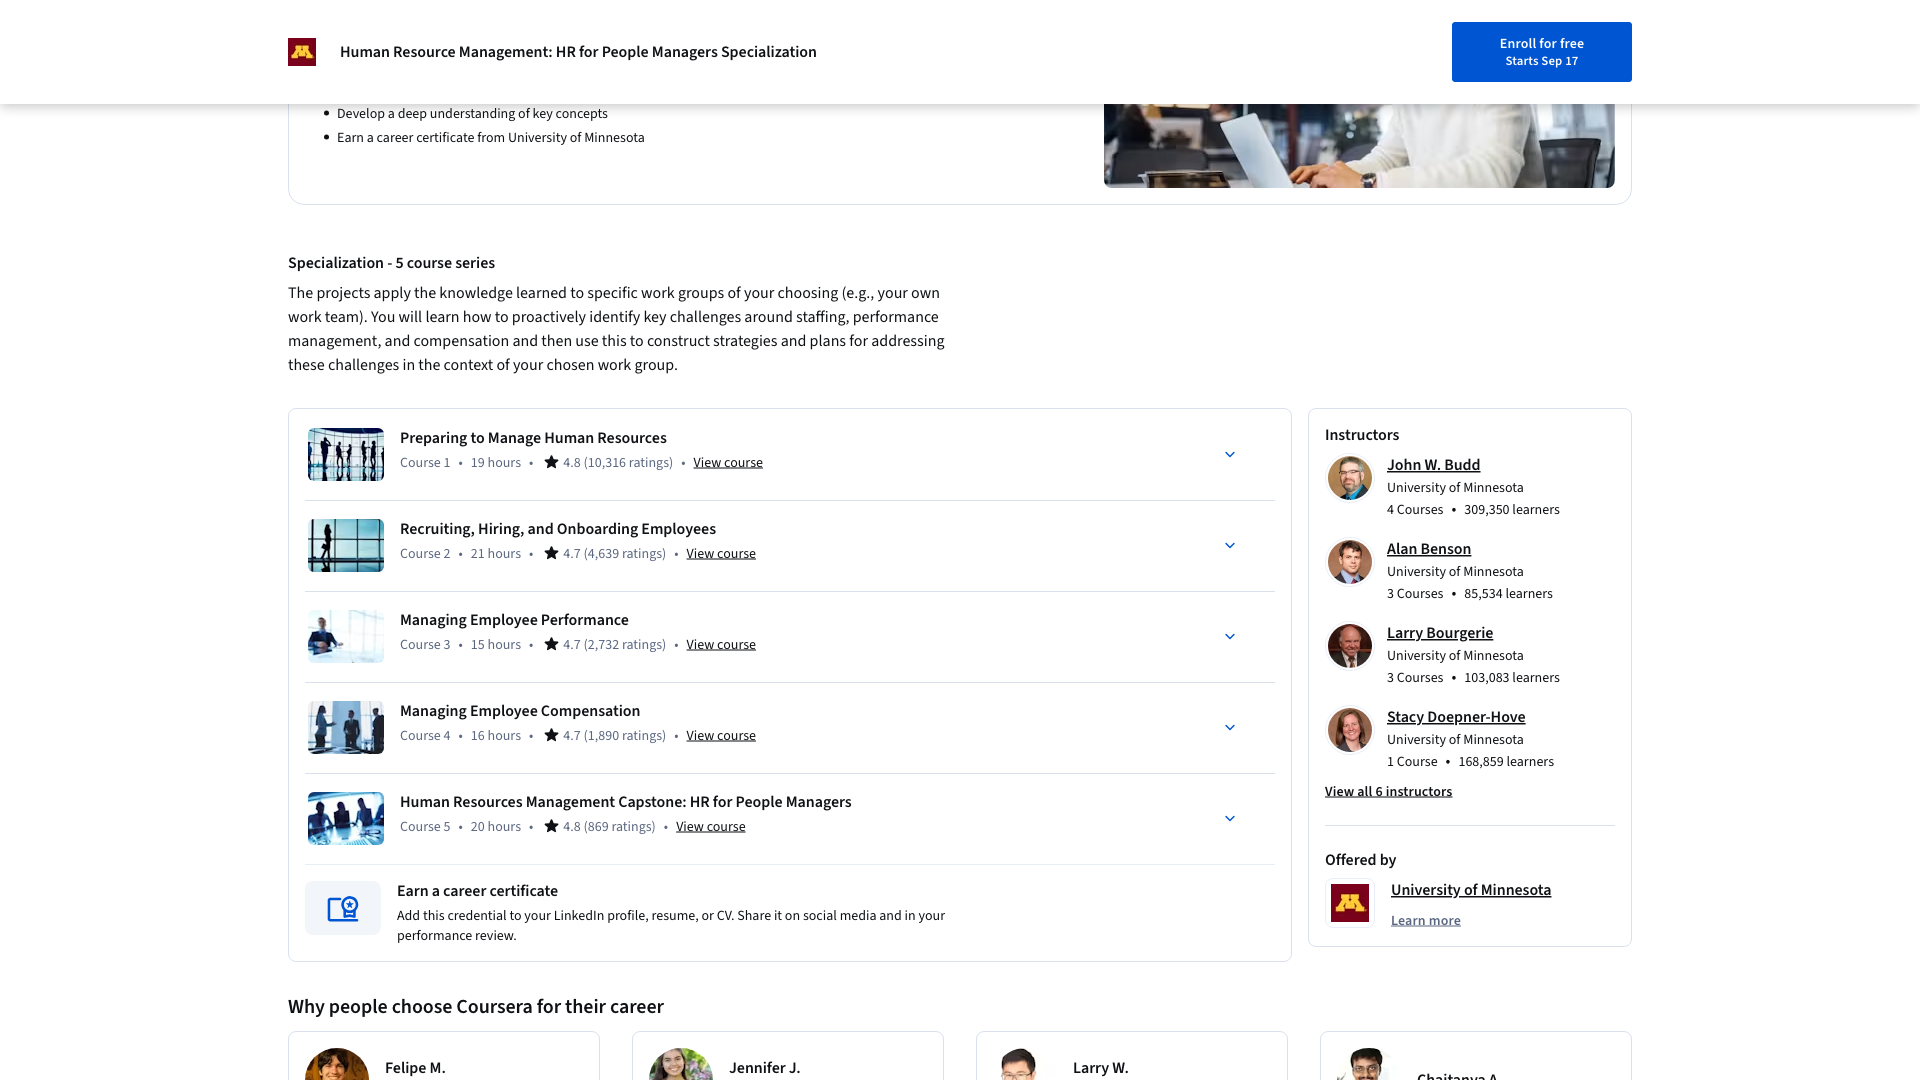 Human Resource Management: HR for People Managers Specialization
Enroll for free
Starts Sep 17
Develop a deep understanding of key concepts
Earn a career certificate from University of Minnesota
Specialization - 5 course series
The projects apply the knowledge learned to specific work groups of your choosing (e.g., your own
work team). You will learn how to proactively identify key challenges around staffing, performance
management, and compensation and then use this to construct strategies and plans for addressing
these challenges in the context of your chosen work group.
Preparing to Manage Human Resources
Course 1 • 19 hours • 4.8 (10,316 ratings) • View course
Recruiting, Hiring, and Onboarding Employees
Course 2 • 21 hours • 4.7 (4,639 ratings) • View course
Managing Employee Performance
Course 3 • 15 hours • 4.7 (2,732 ratings) • View course
Managing Employee Compensation
Course 4 • 16 hours • 4.7 (1,890 ratings) • View course
Human Resources Management Capstone: HR for People Managers
Course 5 • 20 hours • 4.8 (869 ratings) • View course
Earn a career certificate
Add this credential to your LinkedIn profile, resume, or CV. Share it on social media and in your
performance review.
Instructors
John W. Budd
University of Minnesota
4 Courses • 309,350 learners
Alan Benson
University of Minnesota
3 Courses • 85,534 learners
Larry Bourgerie
University of Minnesota
3 Courses • 103,083 learners
Stacy Doepner-Hove
University of Minnesota
1 Course • 168,859 learners
View all 6 instructors
Offered by
University of Minnesota
Learn more
Why people choose Coursera for their career
Felipe M.
Jennifer J.
Larry W.
Chaitanya A.